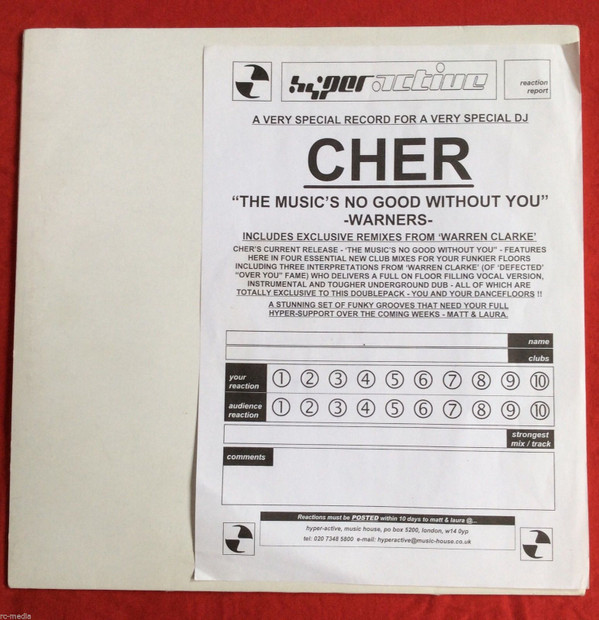 hyper active
reaction
report
A VERY SPECIAL RECORD FOR A VERY SPECIAL DJ
CHER
“THE MUSIC'S NO GOOD WITHOUT YOU”
-WARNERS-
INCLUDES EXCLUSIVE REMIXES FROM ‘WARREN CLARKE’
CHER'S CURRENT RELEASE - ‘THE MUSIC'S NO GOOD WITHOUT YOU” - FEATURES
HERE IN FOUR ESSENTIAL NEW CLUB MIXES FOR YOUR FUNKIER FLOORS
INCLUDING THREE INTERPRETATIONS FROM ‘WARREN CLARKE’ (OF ‘DEFECTED’
“OVER YOU” FAME) WHO DELIVERS A FULL ON FLOOR FILLING VOCAL VERSION,
INSTRUMENTAL AND TOUGHER UNDERGROUND DUB - ALL OF WHICH ARE
TOTALLY EXCLUSIVE TO THIS DOUBLEPACK - YOU AND YOUR DANCEFLOORS !!
A STUNNING SET OF FUNKY GROOVES THAT NEED YOUR FULL
HYPER-SUPPORT OVER THE COMING WEEKS - MATT & LAURA.
name
clubs
your
reaction
① ② ③ ④ ⑤ ⑥ ⑦ ⑧ ⑨ ⑩
audience
reaction
① ② ③ ④ ⑤ ⑥ ⑦ ⑧ ⑨ ⑩
strongest
mix / track
comments
Reactions must be POSTED within 10 days to matt & laura @...
hyper-active, music house, po box 5200, london, w14 0yp
tel: 020 7348 5800 e-mail: hyperactive@music-house.co.uk
rc-media